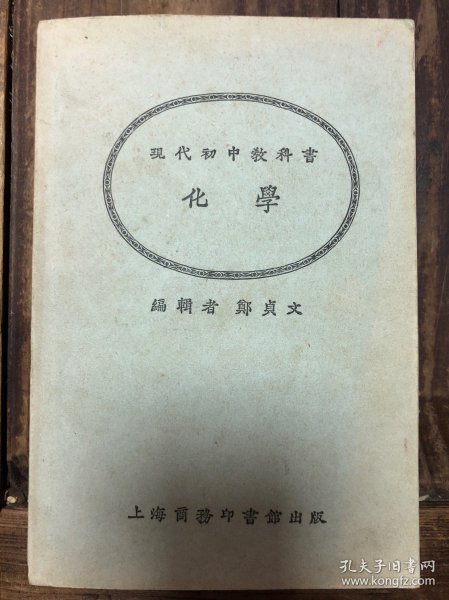 現代初中教科書
化學
編輯者 鄭貞文
上海商務印書館出版
孔夫子旧书网
www.kongfz.com